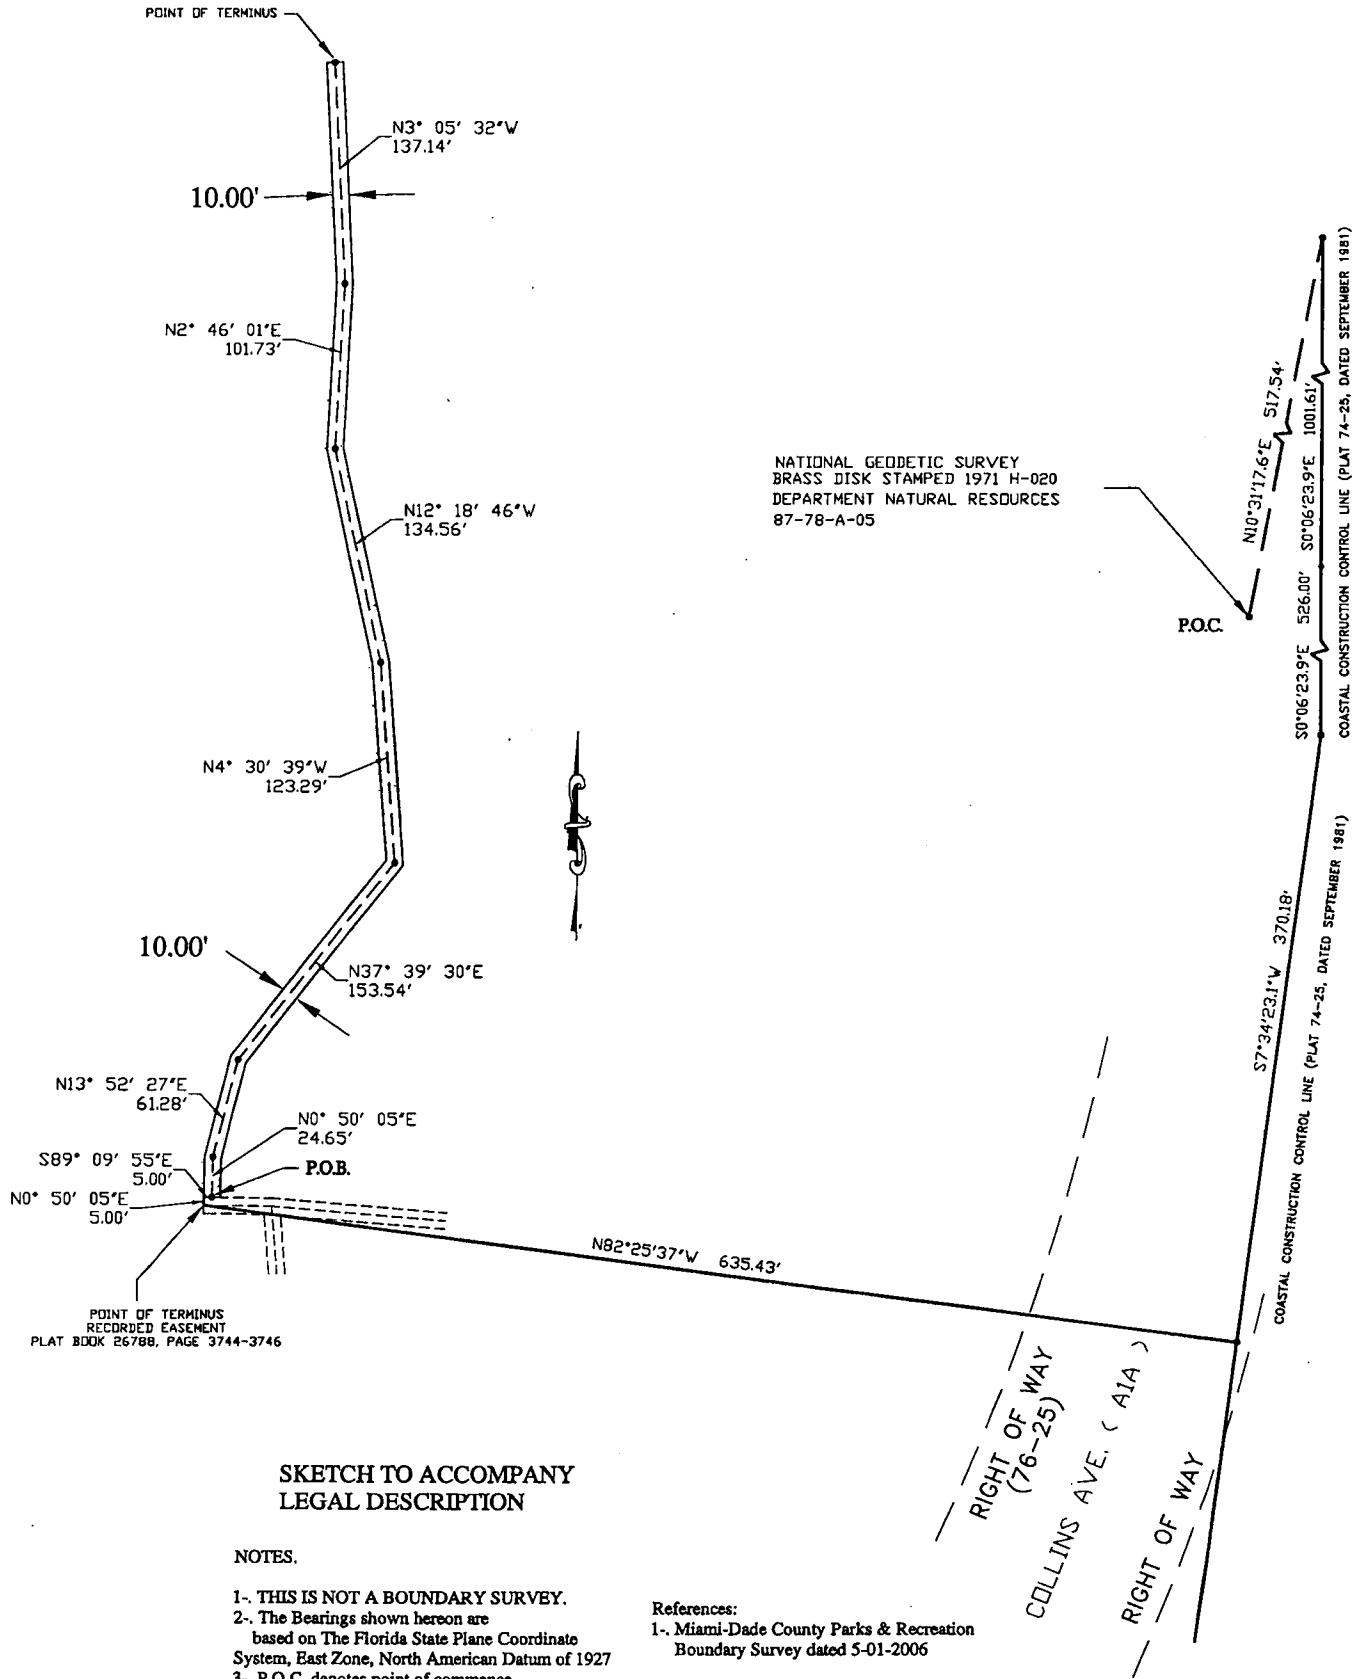 POINT OF TERMINUS
N3° 05' 32"W
137.14'
10.00'
N2° 46' 01"E
101.73'
N12° 18' 46"W
134.56'
NATIONAL GEODETIC SURVEY
BRASS DISK STAMPED 1971 H-020
DEPARTMENT NATURAL RESOURCES
87-78-A-05
P.O.C.
N10°31'17.6"E 517.54'
S0°06'23.9"E 1001.61'
S0°06'23.9"E 526.00'
COASTAL CONSTRUCTION CONTROL LINE (PLAT 74-25, DATED SEPTEMBER 1981)
N4° 30' 39"W
123.29'
10.00'
N37° 39' 30"E
153.54'
S7°34'23.1"W 370.18'
COASTAL CONSTRUCTION CONTROL LINE (PLAT 74-25, DATED SEPTEMBER 1981)
N13° 52' 27"E
61.28'
N0° 50' 05"E
24.65'
S89° 09' 55"E
5.00'
P.O.B.
N0° 50' 05"E
5.00'
N82°25'37"W 635.43'
POINT OF TERMINUS
RECORDED EASEMENT
PLAT BOOK 26788, PAGE 3744-3746
RIGHT OF WAY
(76-25)
COLLINS AVE. ( A1A )
RIGHT OF WAY
SKETCH TO ACCOMPANY
LEGAL DESCRIPTION
NOTES.
1-. THIS IS NOT A BOUNDARY SURVEY.
2-. The Bearings shown hereon are
based on The Florida State Plane Coordinate
System, East Zone, North American Datum of 1927
3-. P.O.C. denotes point of commence
References:
1-. Miami-Dade County Parks & Recreation
Boundary Survey dated 5-01-2006